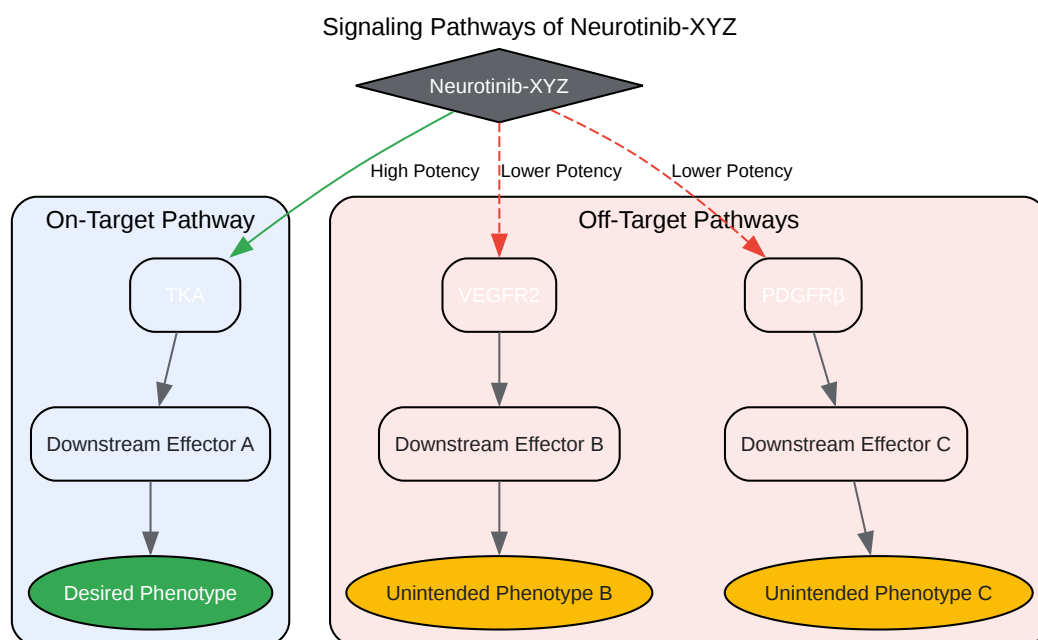 Signaling Pathways of Neurotinib-XYZ
Neurotinib-XYZ
High Potency
Lower Potency
Lower Potency
On-Target Pathway
Off-Target Pathways
TKA
VEGFR2
PDGFRβ
Downstream Effector A
Downstream Effector B
Downstream Effector C
Desired Phenotype
Unintended Phenotype B
Unintended Phenotype C